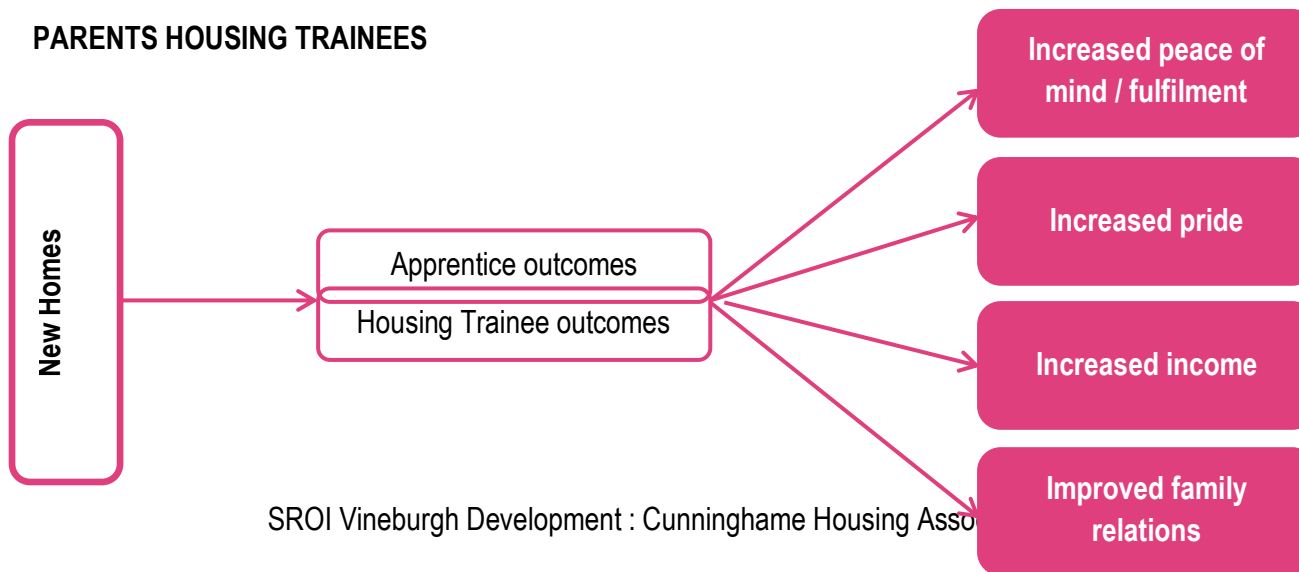 PARENTS HOUSING TRAINEES
Increased peace of
mind / fulfilment
New Homes
Increased pride
Apprentice outcomes
Housing Trainee outcomes
Increased income
Improved family
relations
SROI Vineburgh Development : Cunninghame Housing